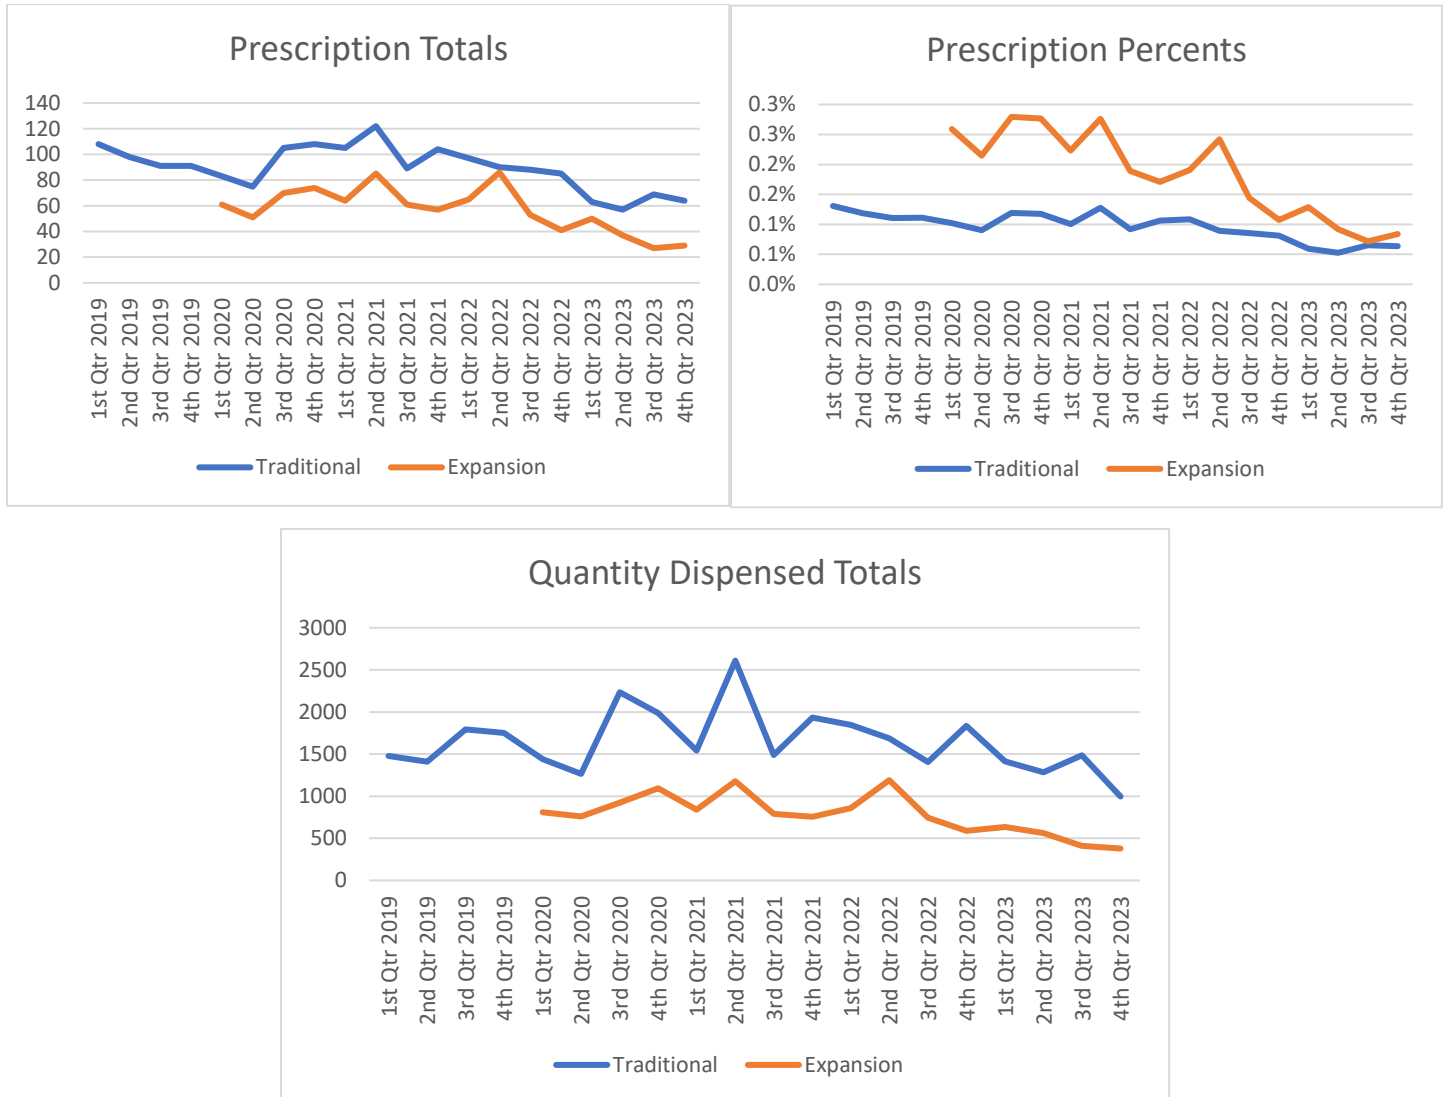 Prescription Totals
140
120
100
80
60
40
20
0
1st Qtr 2019
2nd Qtr 2019
3rd Qtr 2019
4th Qtr 2019
1st Qtr 2020
2nd Qtr 2020
3rd Qtr 2020
4th Qtr 2020
1st Qtr 2021
2nd Qtr 2021
3rd Qtr 2021
4th Qtr 2021
1st Qtr 2022
2nd Qtr 2022
3rd Qtr 2022
4th Qtr 2022
1st Qtr 2023
2nd Qtr 2023
3rd Qtr 2023
4th Qtr 2023
Traditional Expansion
Prescription Percents
0.3%
0.3%
0.2%
0.2%
0.1%
0.1%
0.0%
1st Qtr 2019
2nd Qtr 2019
3rd Qtr 2019
4th Qtr 2019
1st Qtr 2020
2nd Qtr 2020
3rd Qtr 2020
4th Qtr 2020
1st Qtr 2021
2nd Qtr 2021
3rd Qtr 2021
4th Qtr 2021
1st Qtr 2022
2nd Qtr 2022
3rd Qtr 2022
4th Qtr 2022
1st Qtr 2023
2nd Qtr 2023
3rd Qtr 2023
4th Qtr 2023
Traditional Expansion
Quantity Dispensed Totals
3000
2500
2000
1500
1000
500
0
1st Qtr 2019
2nd Qtr 2019
3rd Qtr 2019
4th Qtr 2019
1st Qtr 2020
2nd Qtr 2020
3rd Qtr 2020
4th Qtr 2020
1st Qtr 2021
2nd Qtr 2021
3rd Qtr 2021
4th Qtr 2021
1st Qtr 2022
2nd Qtr 2022
3rd Qtr 2022
4th Qtr 2022
1st Qtr 2023
2nd Qtr 2023
3rd Qtr 2023
4th Qtr 2023
Traditional Expansion